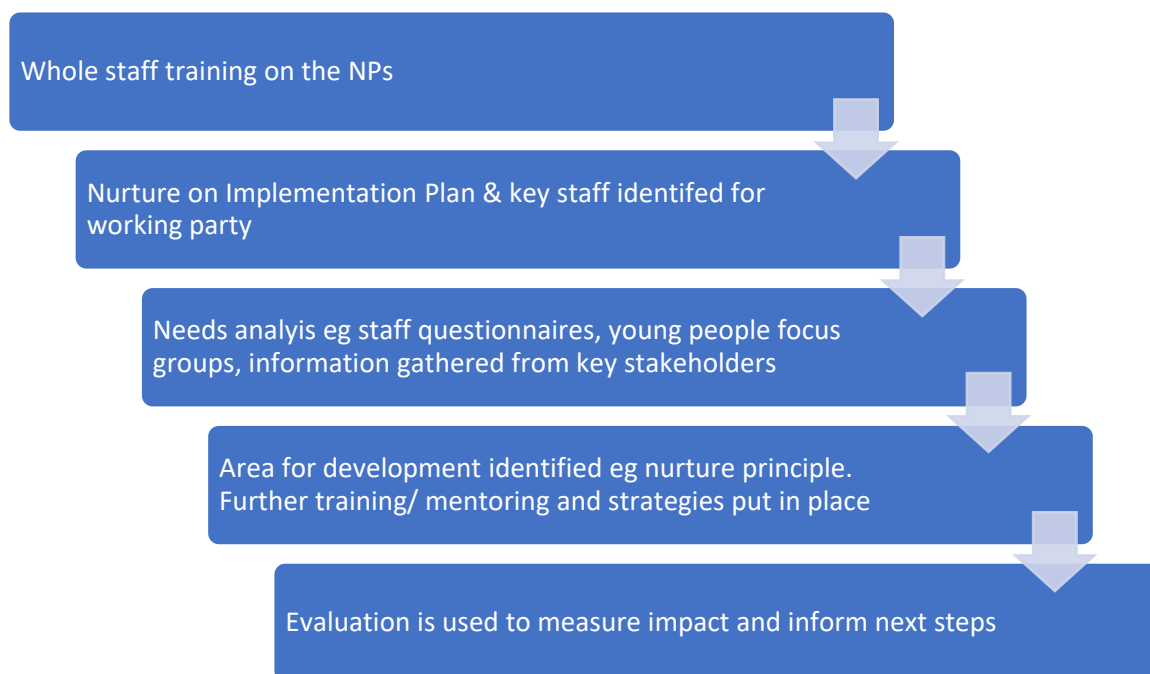 Whole staff training on the NPs
Nurture on Implementation Plan & key staff identifed for
working party
Needs analyis eg staff questionnaires, young people focus
groups, information gathered from key stakeholders
Area for development identified eg nurture principle.
Further training/ mentoring and strategies put in place
Evaluation is used to measure impact and inform next steps